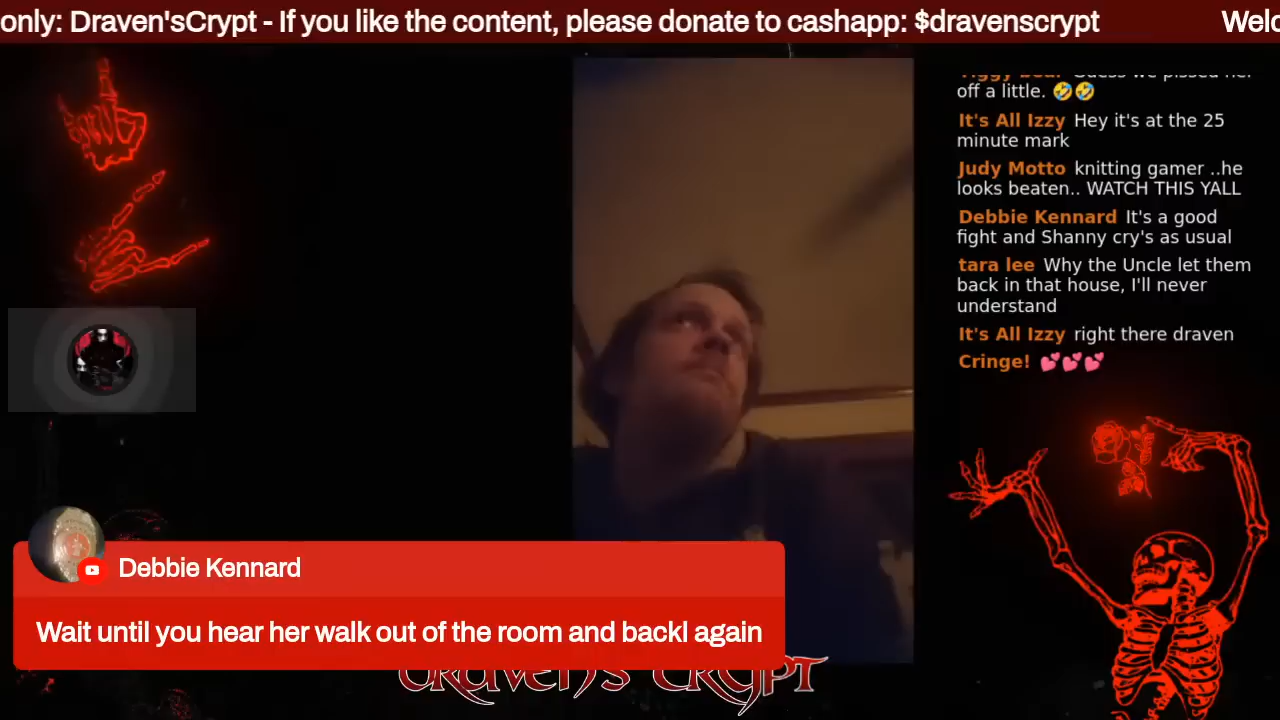 only: Draven'sCrypt - If you like the content, please donate to cashapp: $dravenscrypt
Welc
off a little. 🤣🤣
It's All Izzy Hey it's at the 25
minute mark
Judy Motto knitting gamer ..he
looks beaten.. WATCH THIS YALL
Debbie Kennard It's a good
fight and Shanny cry's as usual
tara lee Why the Uncle let them
back in that house, I'll never
understand
It's All Izzy right there draven
Cringe! 💕💕💕
Debbie Kennard
Wait until you hear her walk out of the room and backl again
Draven's Crypt